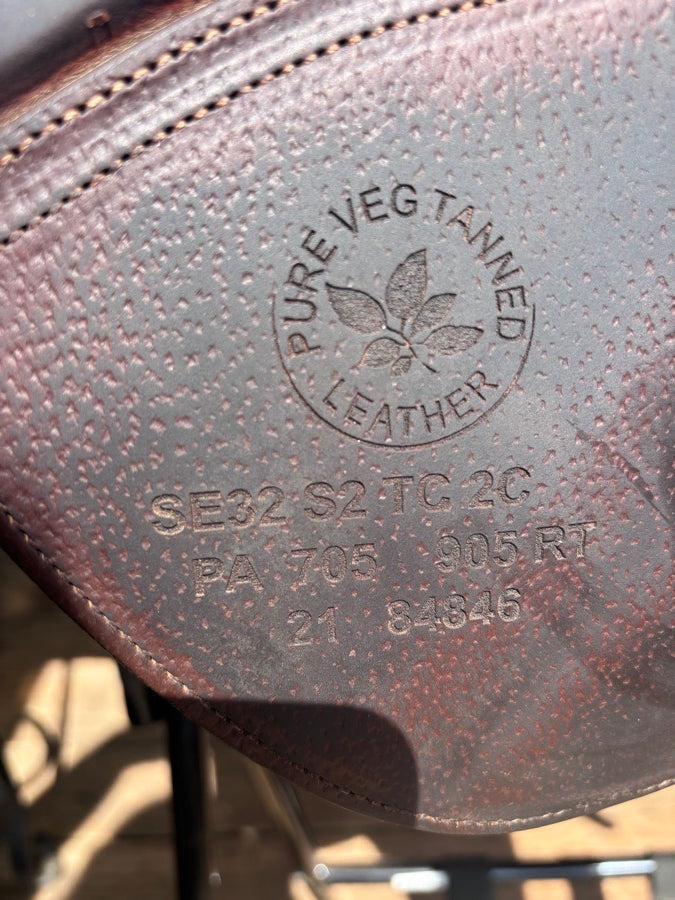 PURE VEG TANNED
LEATHER
SE32 S2 TC 2C
PA 705 905 RT
21 84846